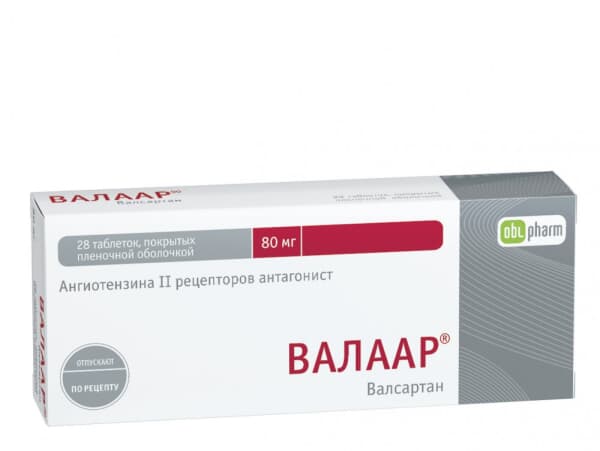 ВАЛААР®
Валсартан
28 таблеток, покрытых
пленочной оболочкой
80 мг
obl pharm
Ангиотензина II рецепторов антагонист
ОТПУСКАЮТ
ПО РЕЦЕПТУ
ВАЛААР®
Валсартан
ВАЛААР